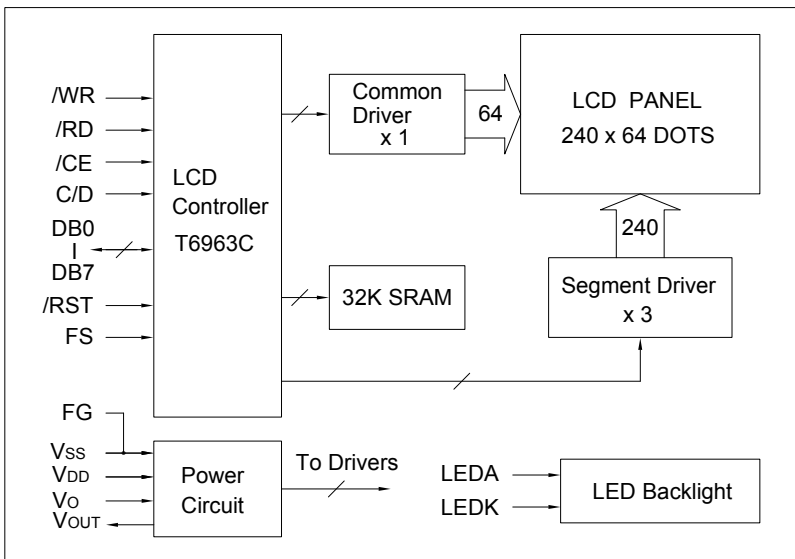 /WR
/RD
/CE
C/D
DB0
DB7
/RST
FS
LCD
Controller
T6963C
Common
Driver
x 1
64
LCD PANEL
240 x 64 DOTS
240
32K SRAM
Segment Driver
x 3
FG
VSS
VDD
VO
VOUT
Power
Circuit
To Drivers
LEDA
LEDK
LED Backlight